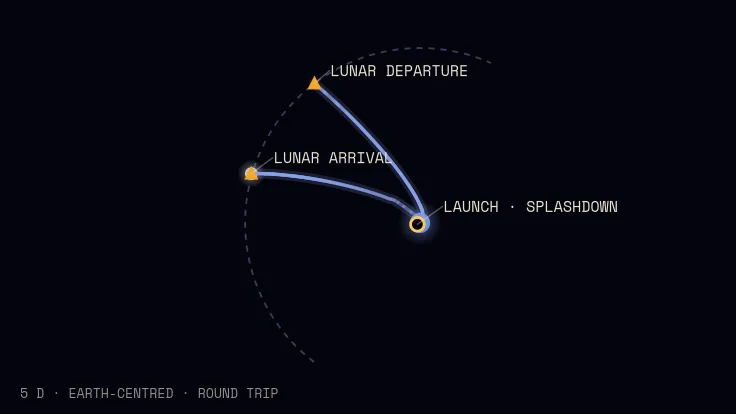 LUNAR DEPARTURE
LUNAR ARRIVAL
LAUNCH · SPLASHDOWN
5 D · EARTH-CENTRED · ROUND TRIP